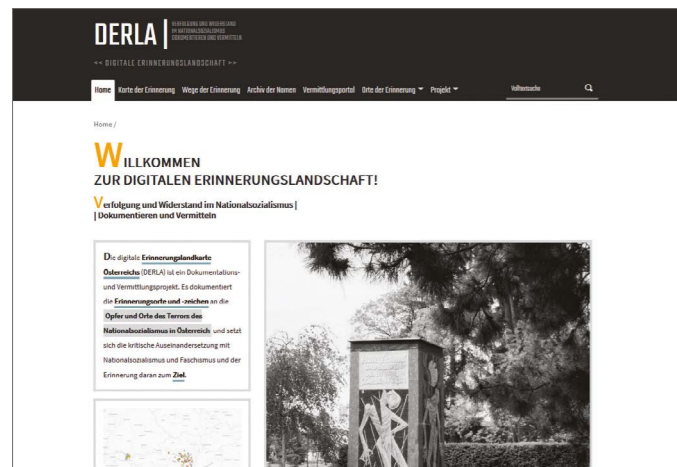 DERLA | VERFOLGUNG UND WIDERSTAND
IM NATIONALSOZIALISMUS
DOKUMENTIEREN UND VERMITTELN
<< DIGITALE ERINNERUNGSLANDSCHAFT >>
Home Karte der Erinnerung Wege der Erinnerung Archiv der Namen Vermittlungsportal Orte der Erinnerung Projekt Volltextsuche
Home /
WILLKOMMEN
ZUR DIGITALEN ERINNERUNGSLANDSCHAFT!
Verfolgung und Widerstand im Nationalsozialismus |
| Dokumentieren und Vermitteln
Die digitale Erinnerungslandkarte
Österreichs (DERLA) ist ein Dokumentations-
und Vermittlungsprojekt. Es dokumentiert
die Erinnerungsorte und -zeichen an die
Opfer und Orte des Terrors des
Nationalsozialismus in Österreich und setzt
sich die kritische Auseinandersetzung mit
Nationalsozialismus und Faschismus und der
Erinnerung daran zum Ziel.